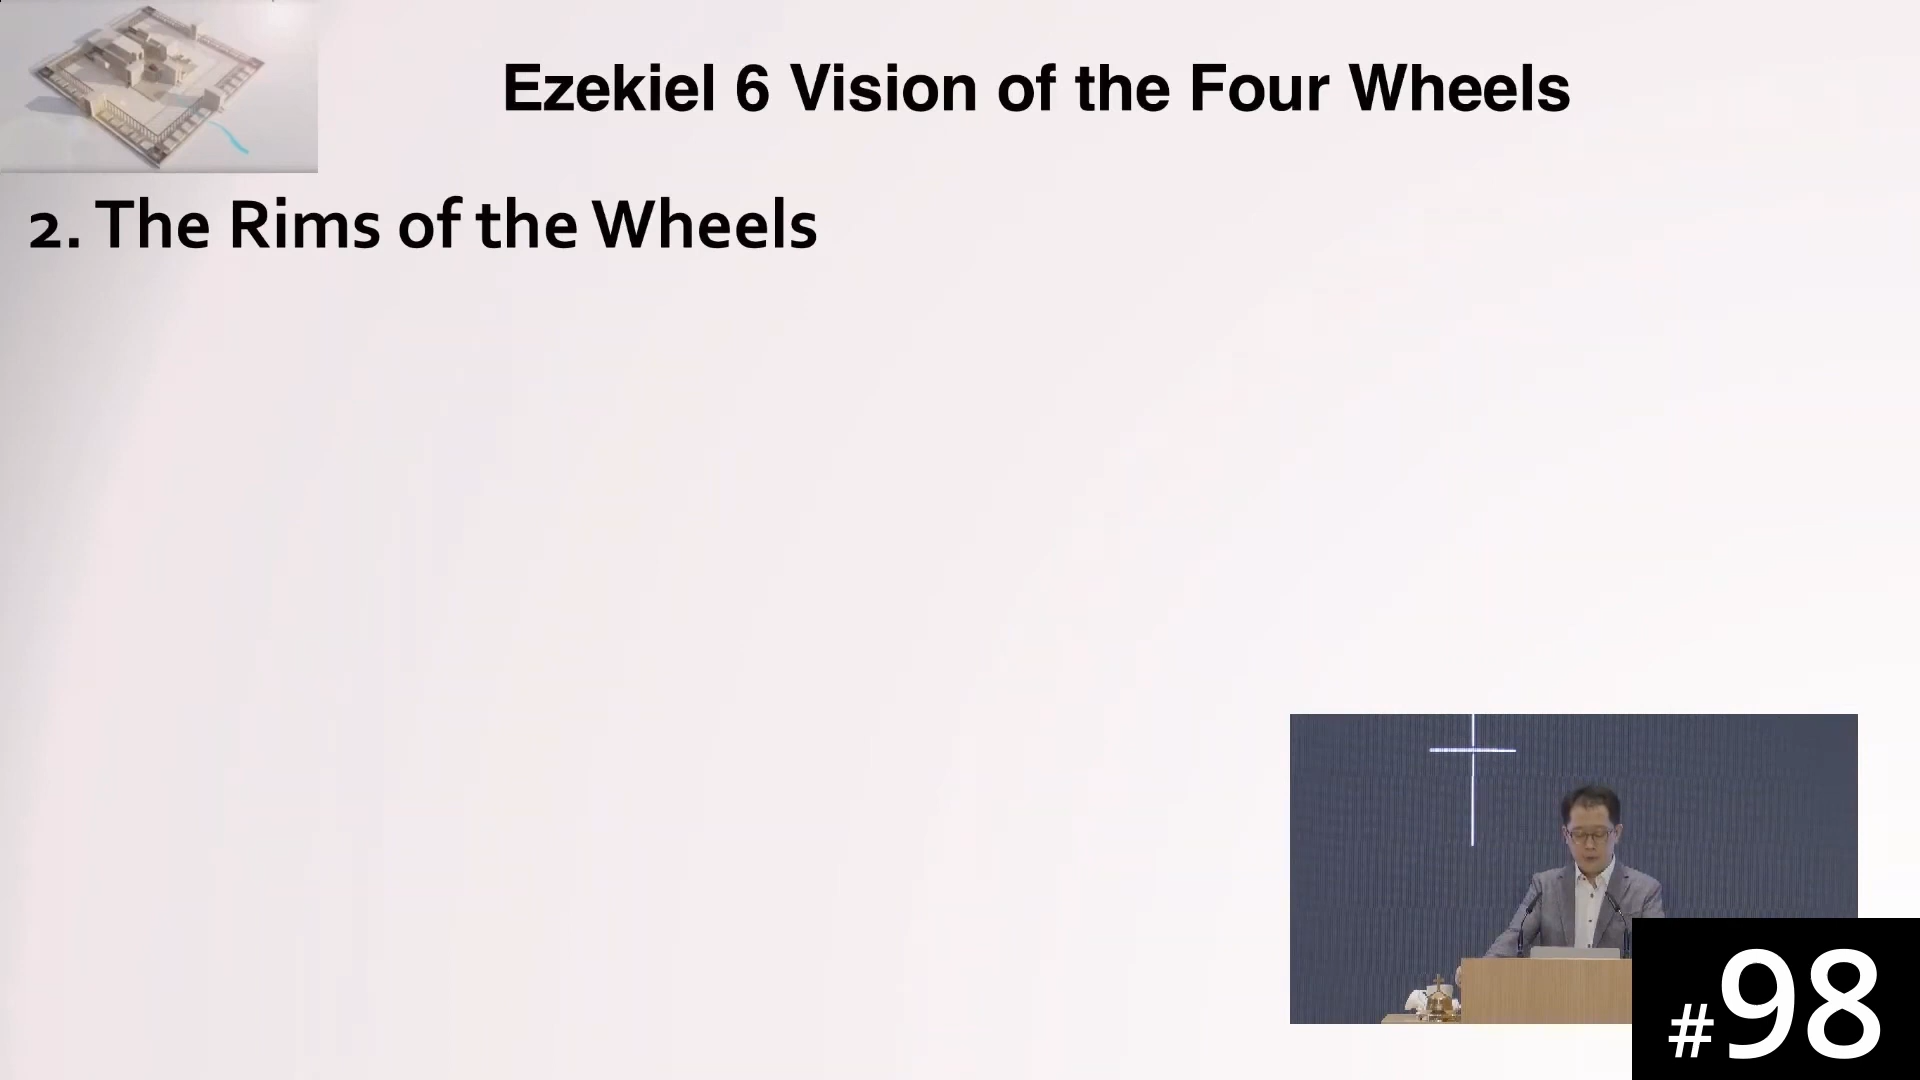 Ezekiel 6 Vision of the Four Wheels
2. The Rims of the Wheels
#98